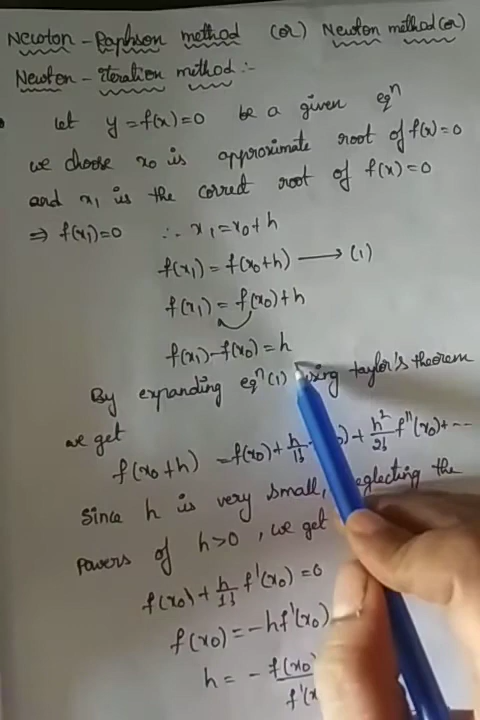 Newton - Raphson method (or) Newton method (or)
Newton - iteration method :-
Let y = f(x) = 0 be a given eqⁿ
we choose x₀ is approximate root of f(x) = 0
and x₁ is the correct root of f(x) = 0
⇒ f(x₁) = 0 ∴ x₁ = x₀ + h
f(x₁) = f(x₀ + h) ⟶ (1)
f(x₁) = f(x₀) + h
f(x₁) - f(x₀) = h
By expanding eqⁿ (1) using taylor's theorem
we get
f(x₀ + h) = f(x₀) + h/1! x₀) + h²/2! f''(x₀) + ---
Since h is very small, neglecting the
powers of h > 0, we get
f(x₀) + h/1! f'(x₀) = 0
f(x₀) = -h f'(x₀)
h = - f(x₀)/f'(x